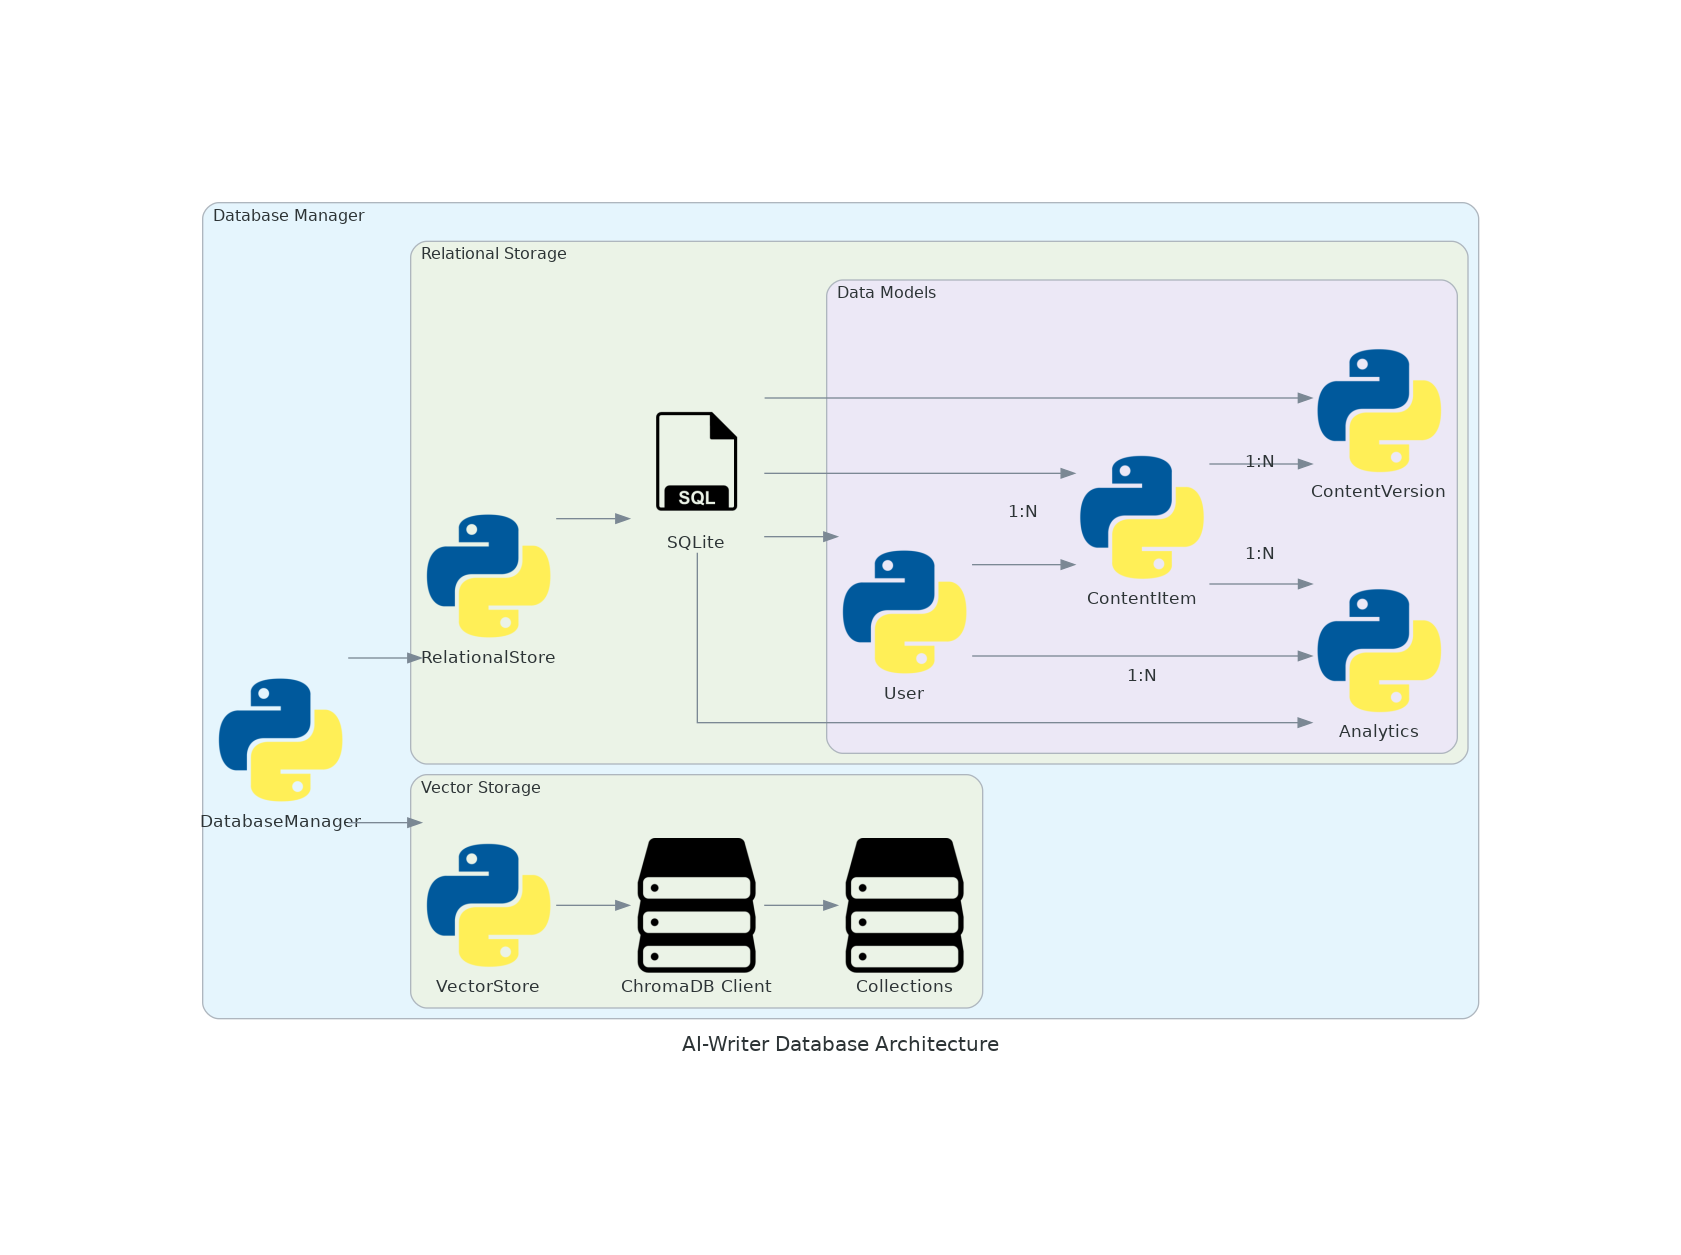 Database Manager
Relational Storage
Data Models
SQL
SQLite
1:N
1:N
ContentVersion
1:N
ContentItem
RelationalStore
User
1:N
Analytics
DatabaseManager
Vector Storage
VectorStore
ChromaDB Client
Collections
AI-Writer Database Architecture